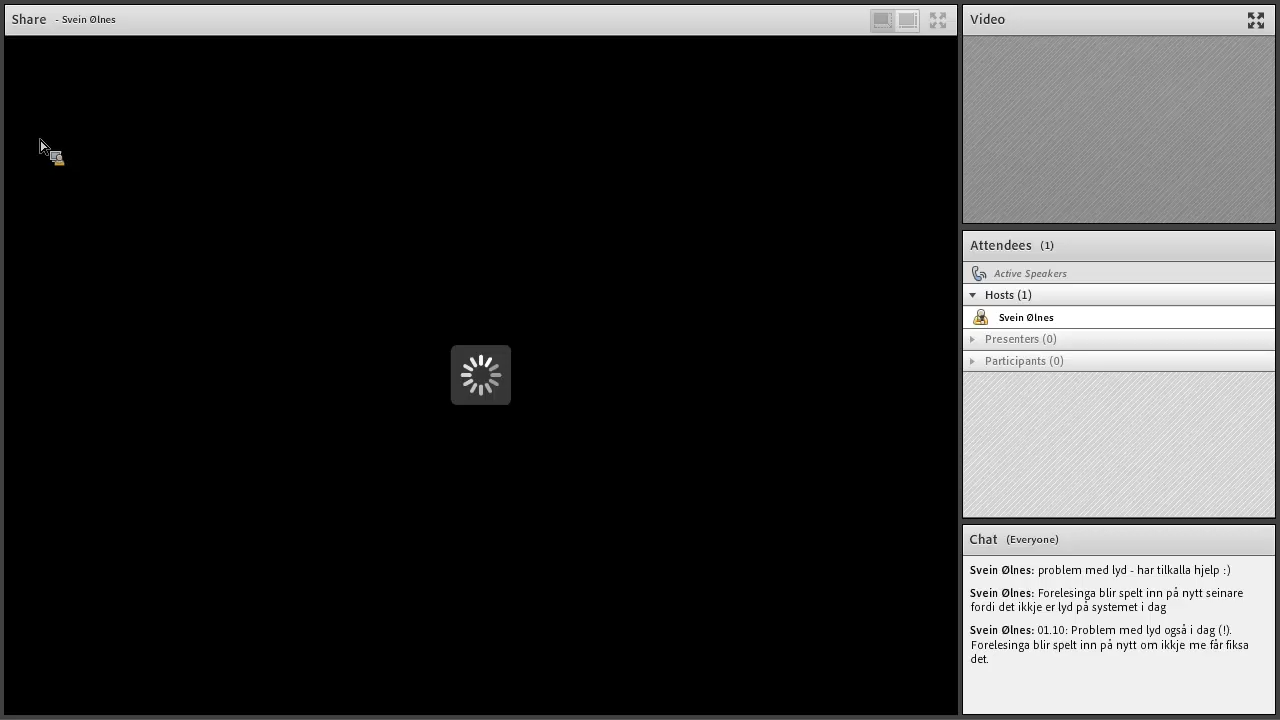 Share - Svein Ølnes
Video
Attendees (1)
Active Speakers
Hosts (1)
Svein Ølnes
Presenters (0)
Participants (0)
Chat (Everyone)
Svein Ølnes: problem med lyd - har tilkalla hjelp :)
Svein Ølnes: Forelesinga blir spelt inn på nytt seinare
fordi det ikkje er lyd på systemet i dag
Svein Ølnes: 01.10: Problem med lyd også i dag (!).
Forelesinga blir spelt inn på nytt om ikkje me får fiksa
det.